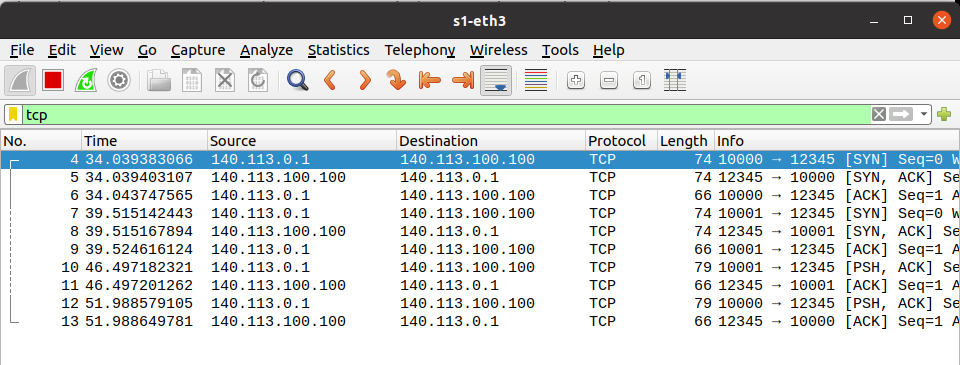 s1-eth3
File Edit View Go Capture Analyze Statistics Telephony Wireless Tools Help
tcp
No. Time Source Destination Protocol Length Info
4 34.039383066 140.113.0.1 140.113.100.100 TCP 74 10000 → 12345 [SYN] Seq=0 W
5 34.039403107 140.113.100.100 140.113.0.1 TCP 74 12345 → 10000 [SYN, ACK] Se
6 34.043747565 140.113.0.1 140.113.100.100 TCP 66 10000 → 12345 [ACK] Seq=1 A
7 39.515142443 140.113.0.1 140.113.100.100 TCP 74 10001 → 12345 [SYN] Seq=0 W
8 39.515167894 140.113.100.100 140.113.0.1 TCP 74 12345 → 10001 [SYN, ACK] Se
9 39.524616124 140.113.0.1 140.113.100.100 TCP 66 10001 → 12345 [ACK] Seq=1 A
10 46.497182321 140.113.0.1 140.113.100.100 TCP 79 10001 → 12345 [PSH, ACK] Se
11 46.497201262 140.113.100.100 140.113.0.1 TCP 66 12345 → 10001 [ACK] Seq=1 A
12 51.988579105 140.113.0.1 140.113.100.100 TCP 79 10000 → 12345 [PSH, ACK] Se
13 51.988649781 140.113.100.100 140.113.0.1 TCP 66 12345 → 10000 [ACK] Seq=1 A